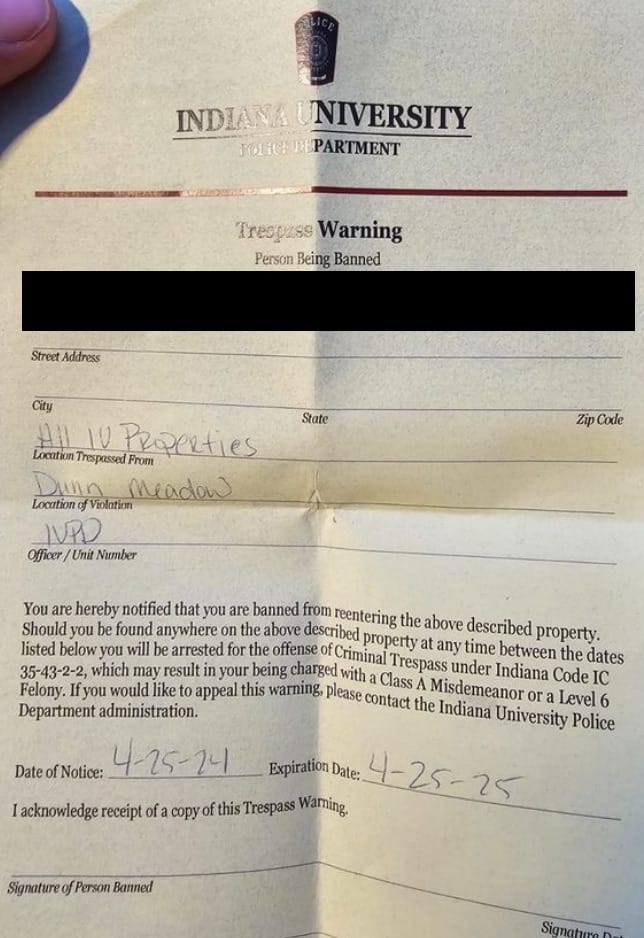 POLICE
INDIANA UNIVERSITY
POLICE DEPARTMENT
Trespass Warning
Person Being Banned
Street Address
City State Zip Code
All IU Properties
Location Trespassed From
Dunn Meadow
Location of Violation
IUPD
Officer / Unit Number
You are hereby notified that you are banned from reentering the above described property.
Should you be found anywhere on the above described property at any time between the dates
listed below you will be arrested for the offense of Criminal Trespass under Indiana Code IC
35-43-2-2, which may result in your being charged with a Class A Misdemeanor or a Level 6
Felony. If you would like to appeal this warning, please contact the Indiana University Police
Department administration.
Date of Notice: 4-25-24 Expiration Date: 4-25-25
I acknowledge receipt of a copy of this Trespass Warning.
Signature of Person Banned
Signature